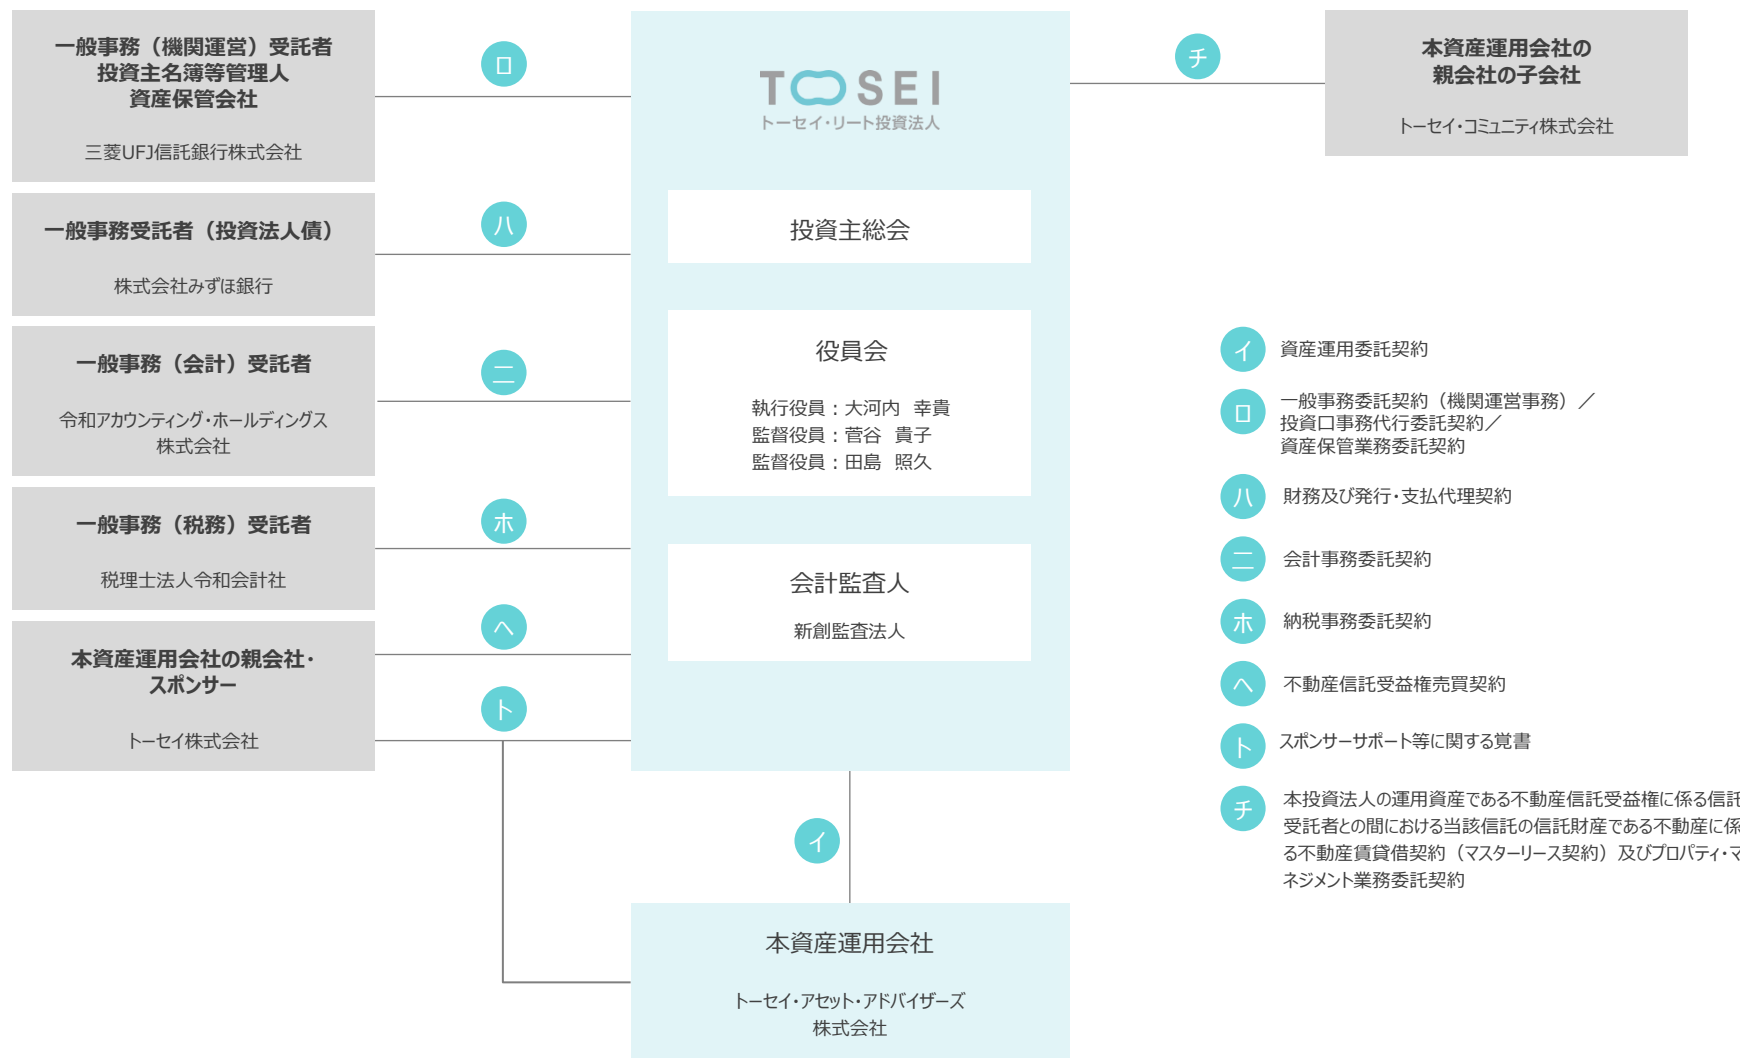 一般事務（機関運営）受託者
投資主名簿等管理人
資産保管会社
三菱UFJ信託銀行株式会社
ロ
一般事務受託者（投資法人債）
株式会社みずほ銀行
ハ
一般事務（会計）受託者
令和アカウンティング・ホールディングス
株式会社
ニ
一般事務（税務）受託者
税理士法人令和会計社
ホ
本資産運用会社の親会社・
スポンサー
トーセイ株式会社
ヘ
ト
TOSEI
トーセイ・リート投資法人
投資主総会
役員会
執行役員：大河内　幸貴
監督役員：菅谷　貴子
監督役員：田島　照久
会計監査人
新創監査法人
イ
本資産運用会社
トーセイ・アセット・アドバイザーズ
株式会社
チ
本資産運用会社の
親会社の子会社
トーセイ・コミュニティ株式会社
イ 資産運用委託契約
ロ 一般事務委託契約（機関運営事務）／
投資口事務代行委託契約／
資産保管業務委託契約
ハ 財務及び発行・支払代理契約
ニ 会計事務委託契約
ホ 納税事務委託契約
ヘ 不動産信託受益権売買契約
ト スポンサーサポート等に関する覚書
チ 本投資法人の運用資産である不動産信託受益権に係る信託
受託者との間における当該信託の信託財産である不動産に係
る不動産賃貸借契約（マスターリース契約）及びプロパティ・マ
ネジメント業務委託契約